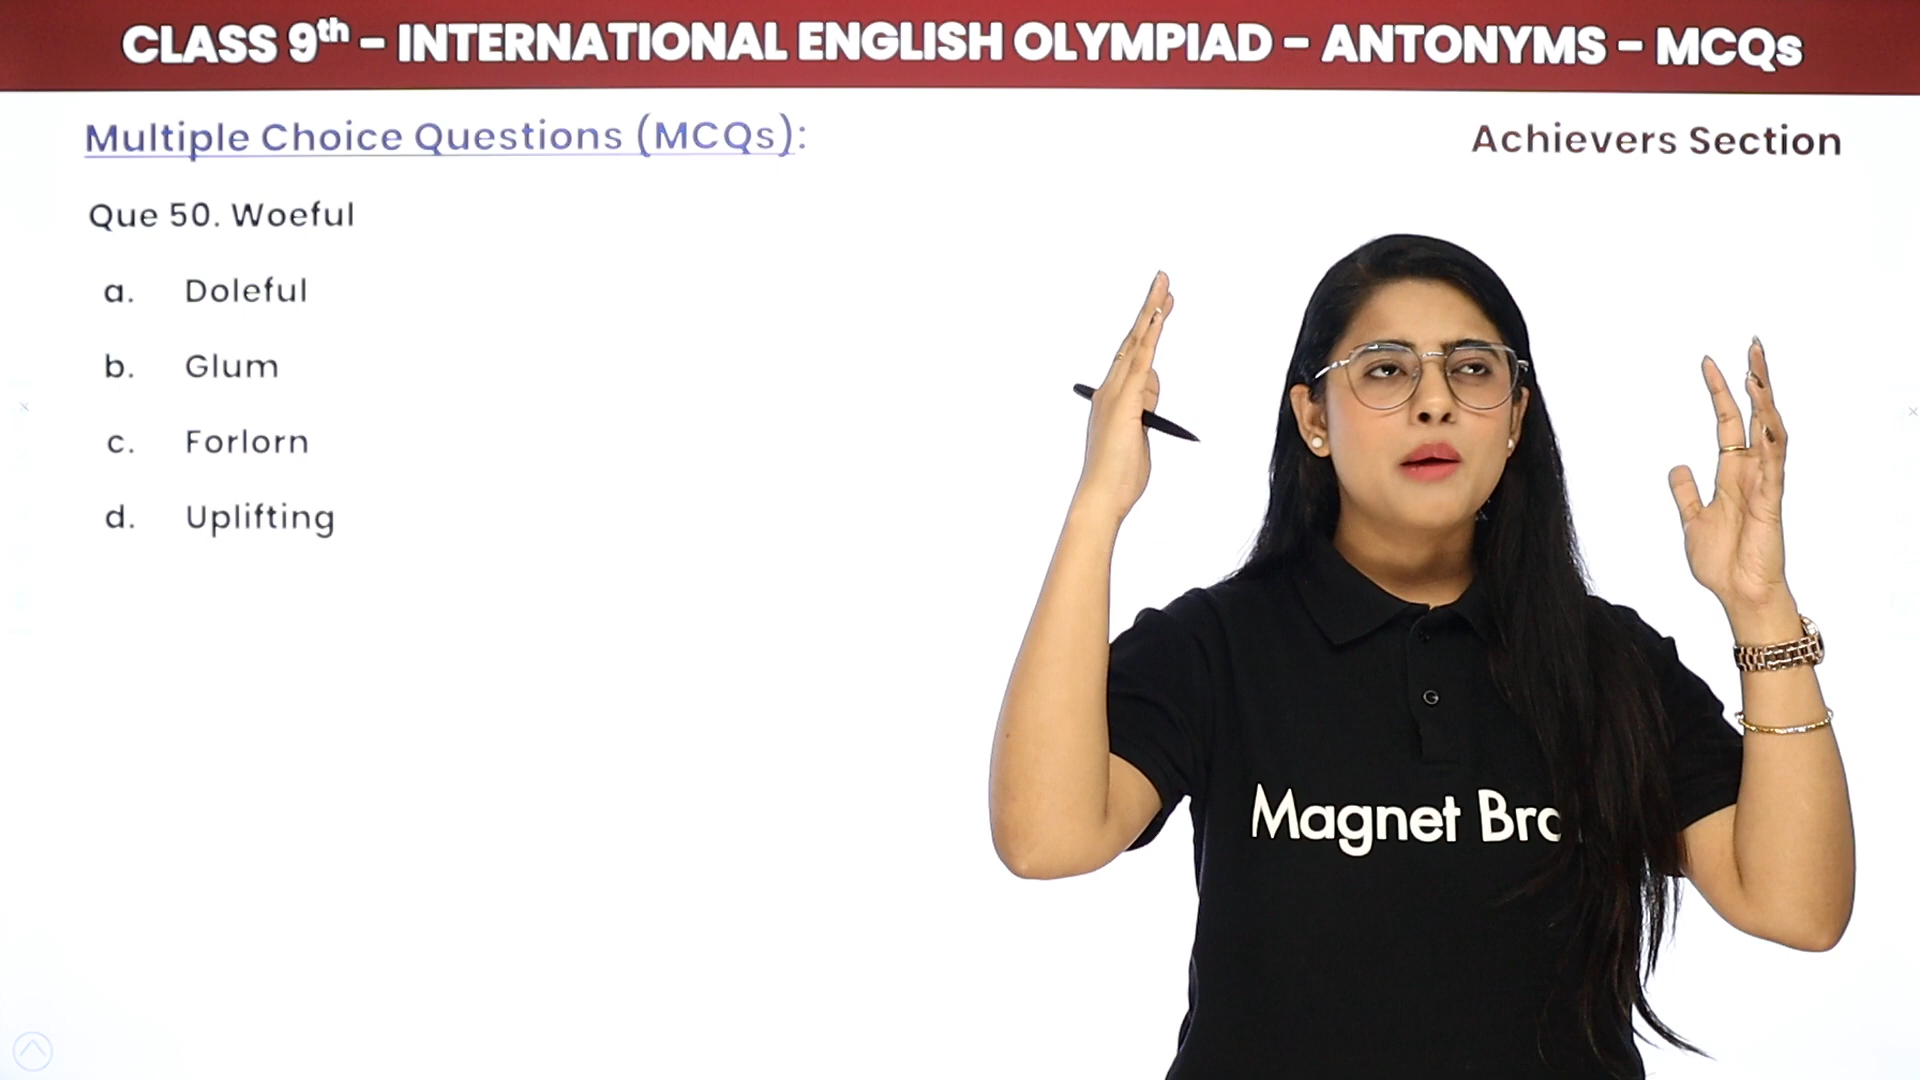 CLASS 9th - INTERNATIONAL ENGLISH OLYMPIAD - ANTONYMS - MCQs
Multiple Choice Questions (MCQs):
Achievers Section
Que 50. Woeful
a. Doleful
b. Glum
c. Forlorn
d. Uplifting
Magnet Bra